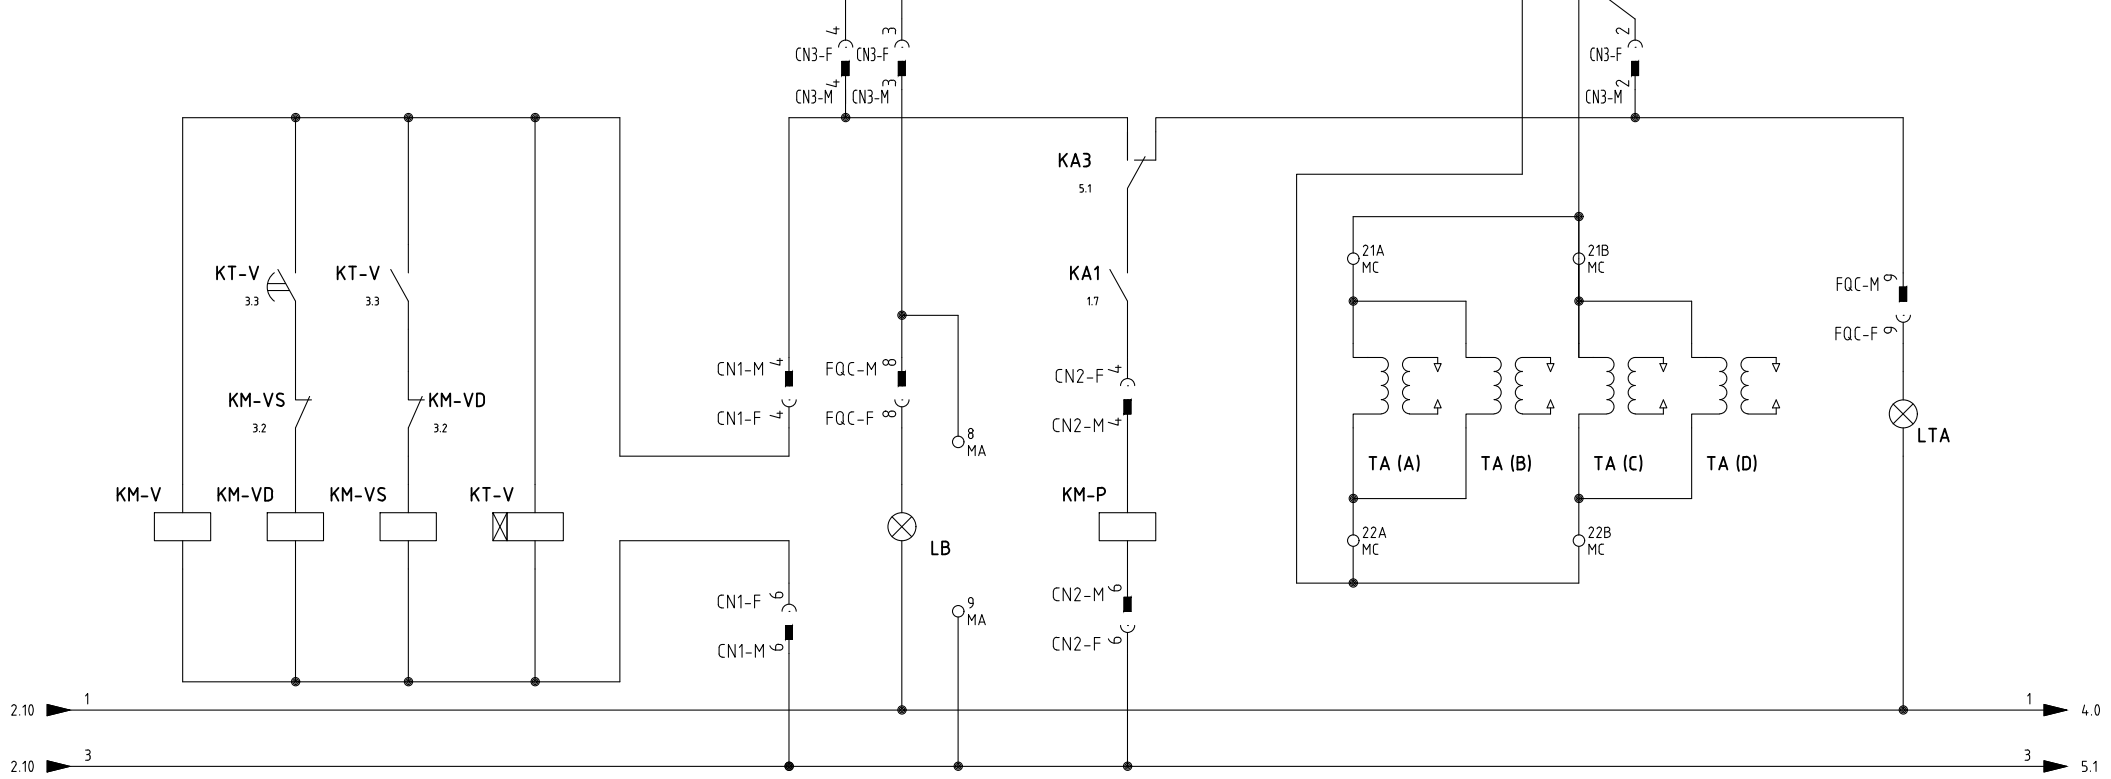 4
3
2
CN3-F
CN3-F
CN3-F
4
3
2
CN3-M
CN3-M
CN3-M
KA3
5.1
21A
MC
21B
MC
KT-V
3.3
KT-V
3.3
KA1
1.7
FQC-M 9
FQC-F 9
CN1-M 4
FQC-M 8
CN2-F 4
CN1-F 4
FQC-F 8
CN2-M 4
KM-VS
3.2
KM-VD
3.2
8
MA
LTA
TA (A)
TA (B)
TA (C)
TA (D)
KM-V
KM-VD
KM-VS
KT-V
KM-P
LB
22A
MC
22B
MC
CN1-F 6
CN1-M 6
9
MA
CN2-M 6
CN2-F 6
2.10
1
1
4.0
2.10
3
3
5.1